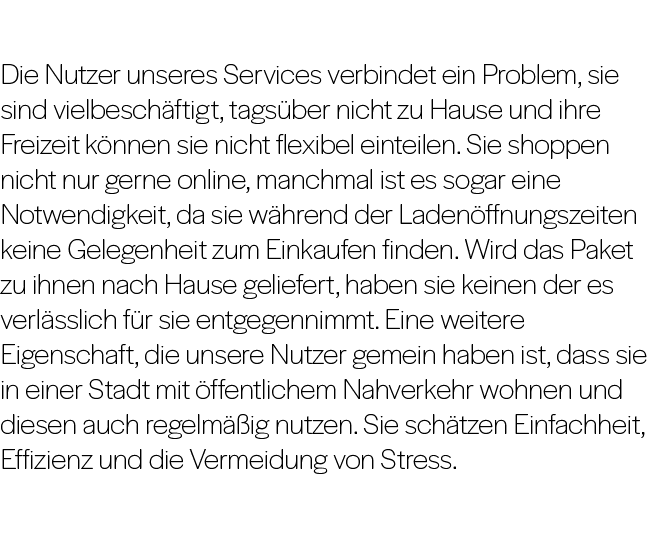 Die Nutzer unseres Services verbindet ein Problem, sie
sind vielbeschäftigt, tagsüber nicht zu Hause und ihre
Freizeit können sie nicht flexibel einteilen. Sie shoppen
nicht nur gerne online, manchmal ist es sogar eine
Notwendigkeit, da sie während der Ladenöffnungszeiten
keine Gelegenheit zum Einkaufen finden. Wird das Paket
zu ihnen nach Hause geliefert, haben sie keinen der es
verlässlich für sie entgegennimmt. Eine weitere
Eigenschaft, die unsere Nutzer gemein haben ist, dass sie
in einer Stadt mit öffentlichem Nahverkehr wohnen und
diesen auch regelmäßig nutzen. Sie schätzen Einfachheit,
Effizienz und die Vermeidung von Stress.